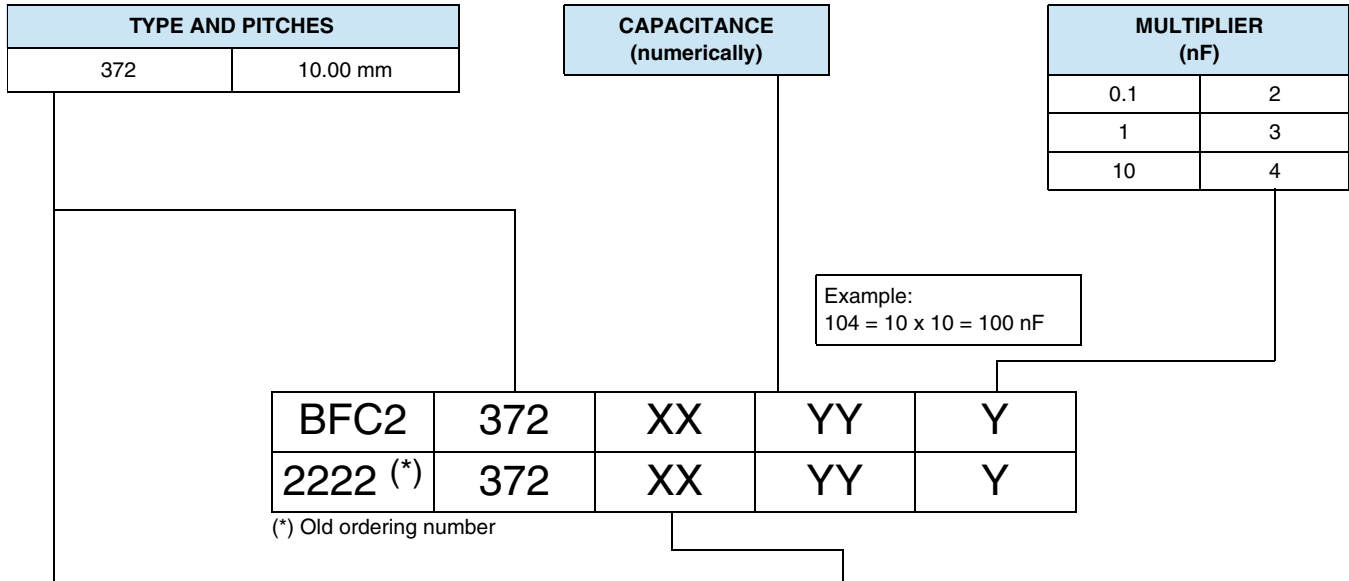 TYPE AND PITCHES
372 10.00 mm
CAPACITANCE
(numerically)
MULTIPLIER
(nF)
0.1 2
1 3
10 4
Example:
104 = 10 x 10 = 100 nF
BFC2 372 XX YY Y
2222 (*) 372 XX YY Y
(*) Old ordering number